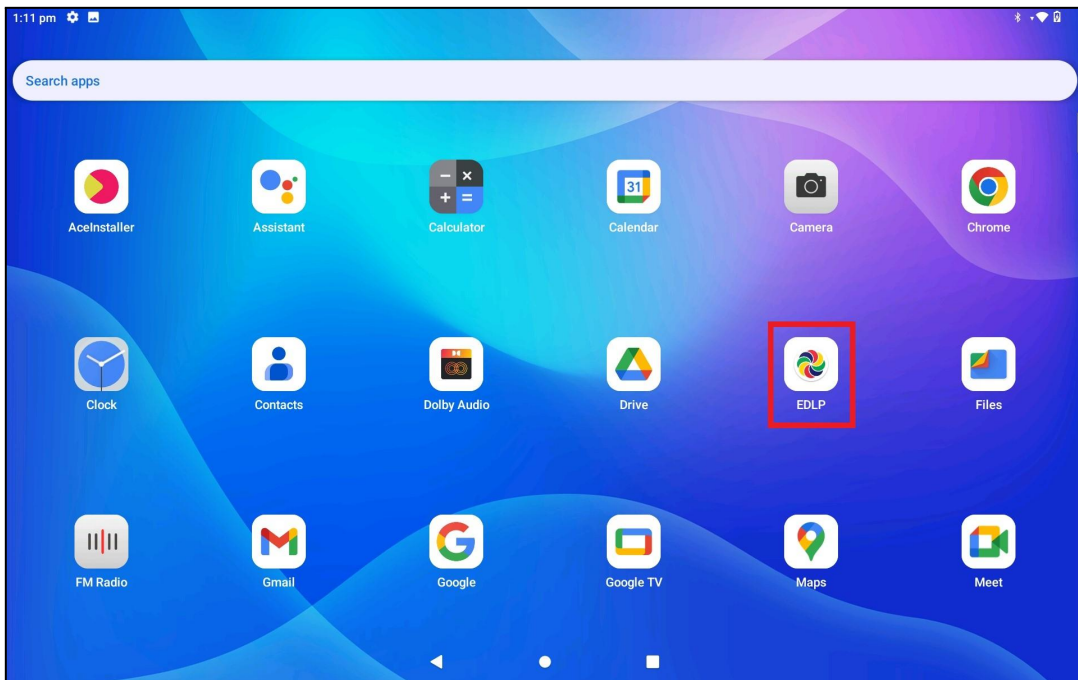 1:11 pm
Search apps
AceInstaller Assistant Calculator Calendar Camera Chrome
31
Clock Contacts Dolby Audio Drive EDLP Files
FM Radio Gmail Google Google TV Maps Meet